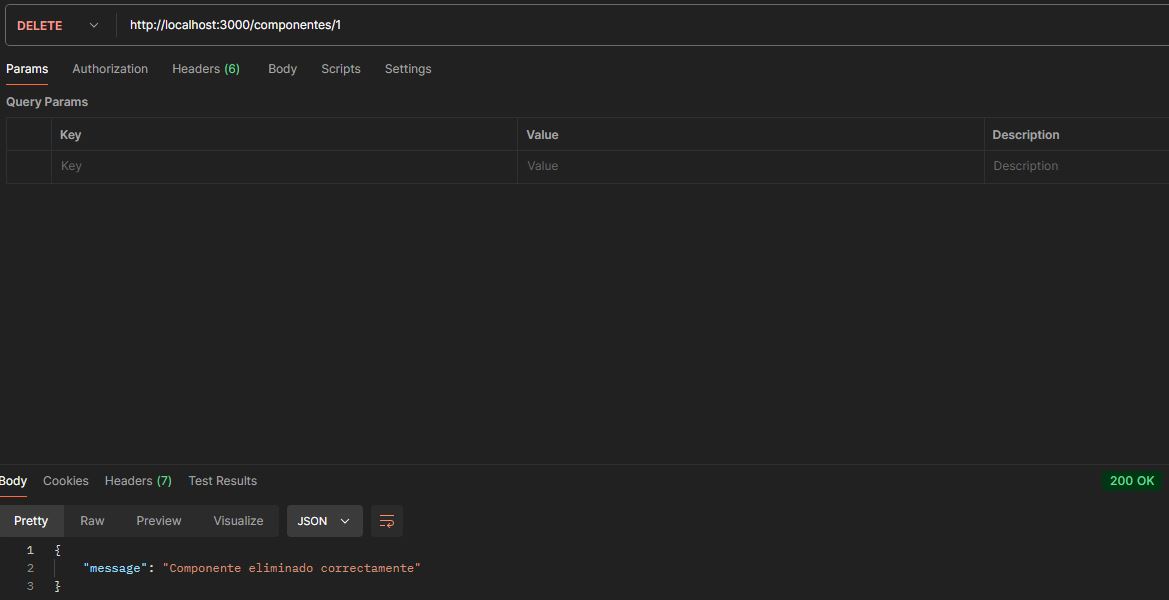 DELETE http://localhost:3000/componentes/1
Params Authorization Headers (6) Body Scripts Settings
Query Params
Key Value Description
Key Value Description
Body Cookies Headers (7) Test Results 200 OK
Pretty Raw Preview Visualize JSON
1 {
2 "message": "Componente eliminado correctamente"
3 }